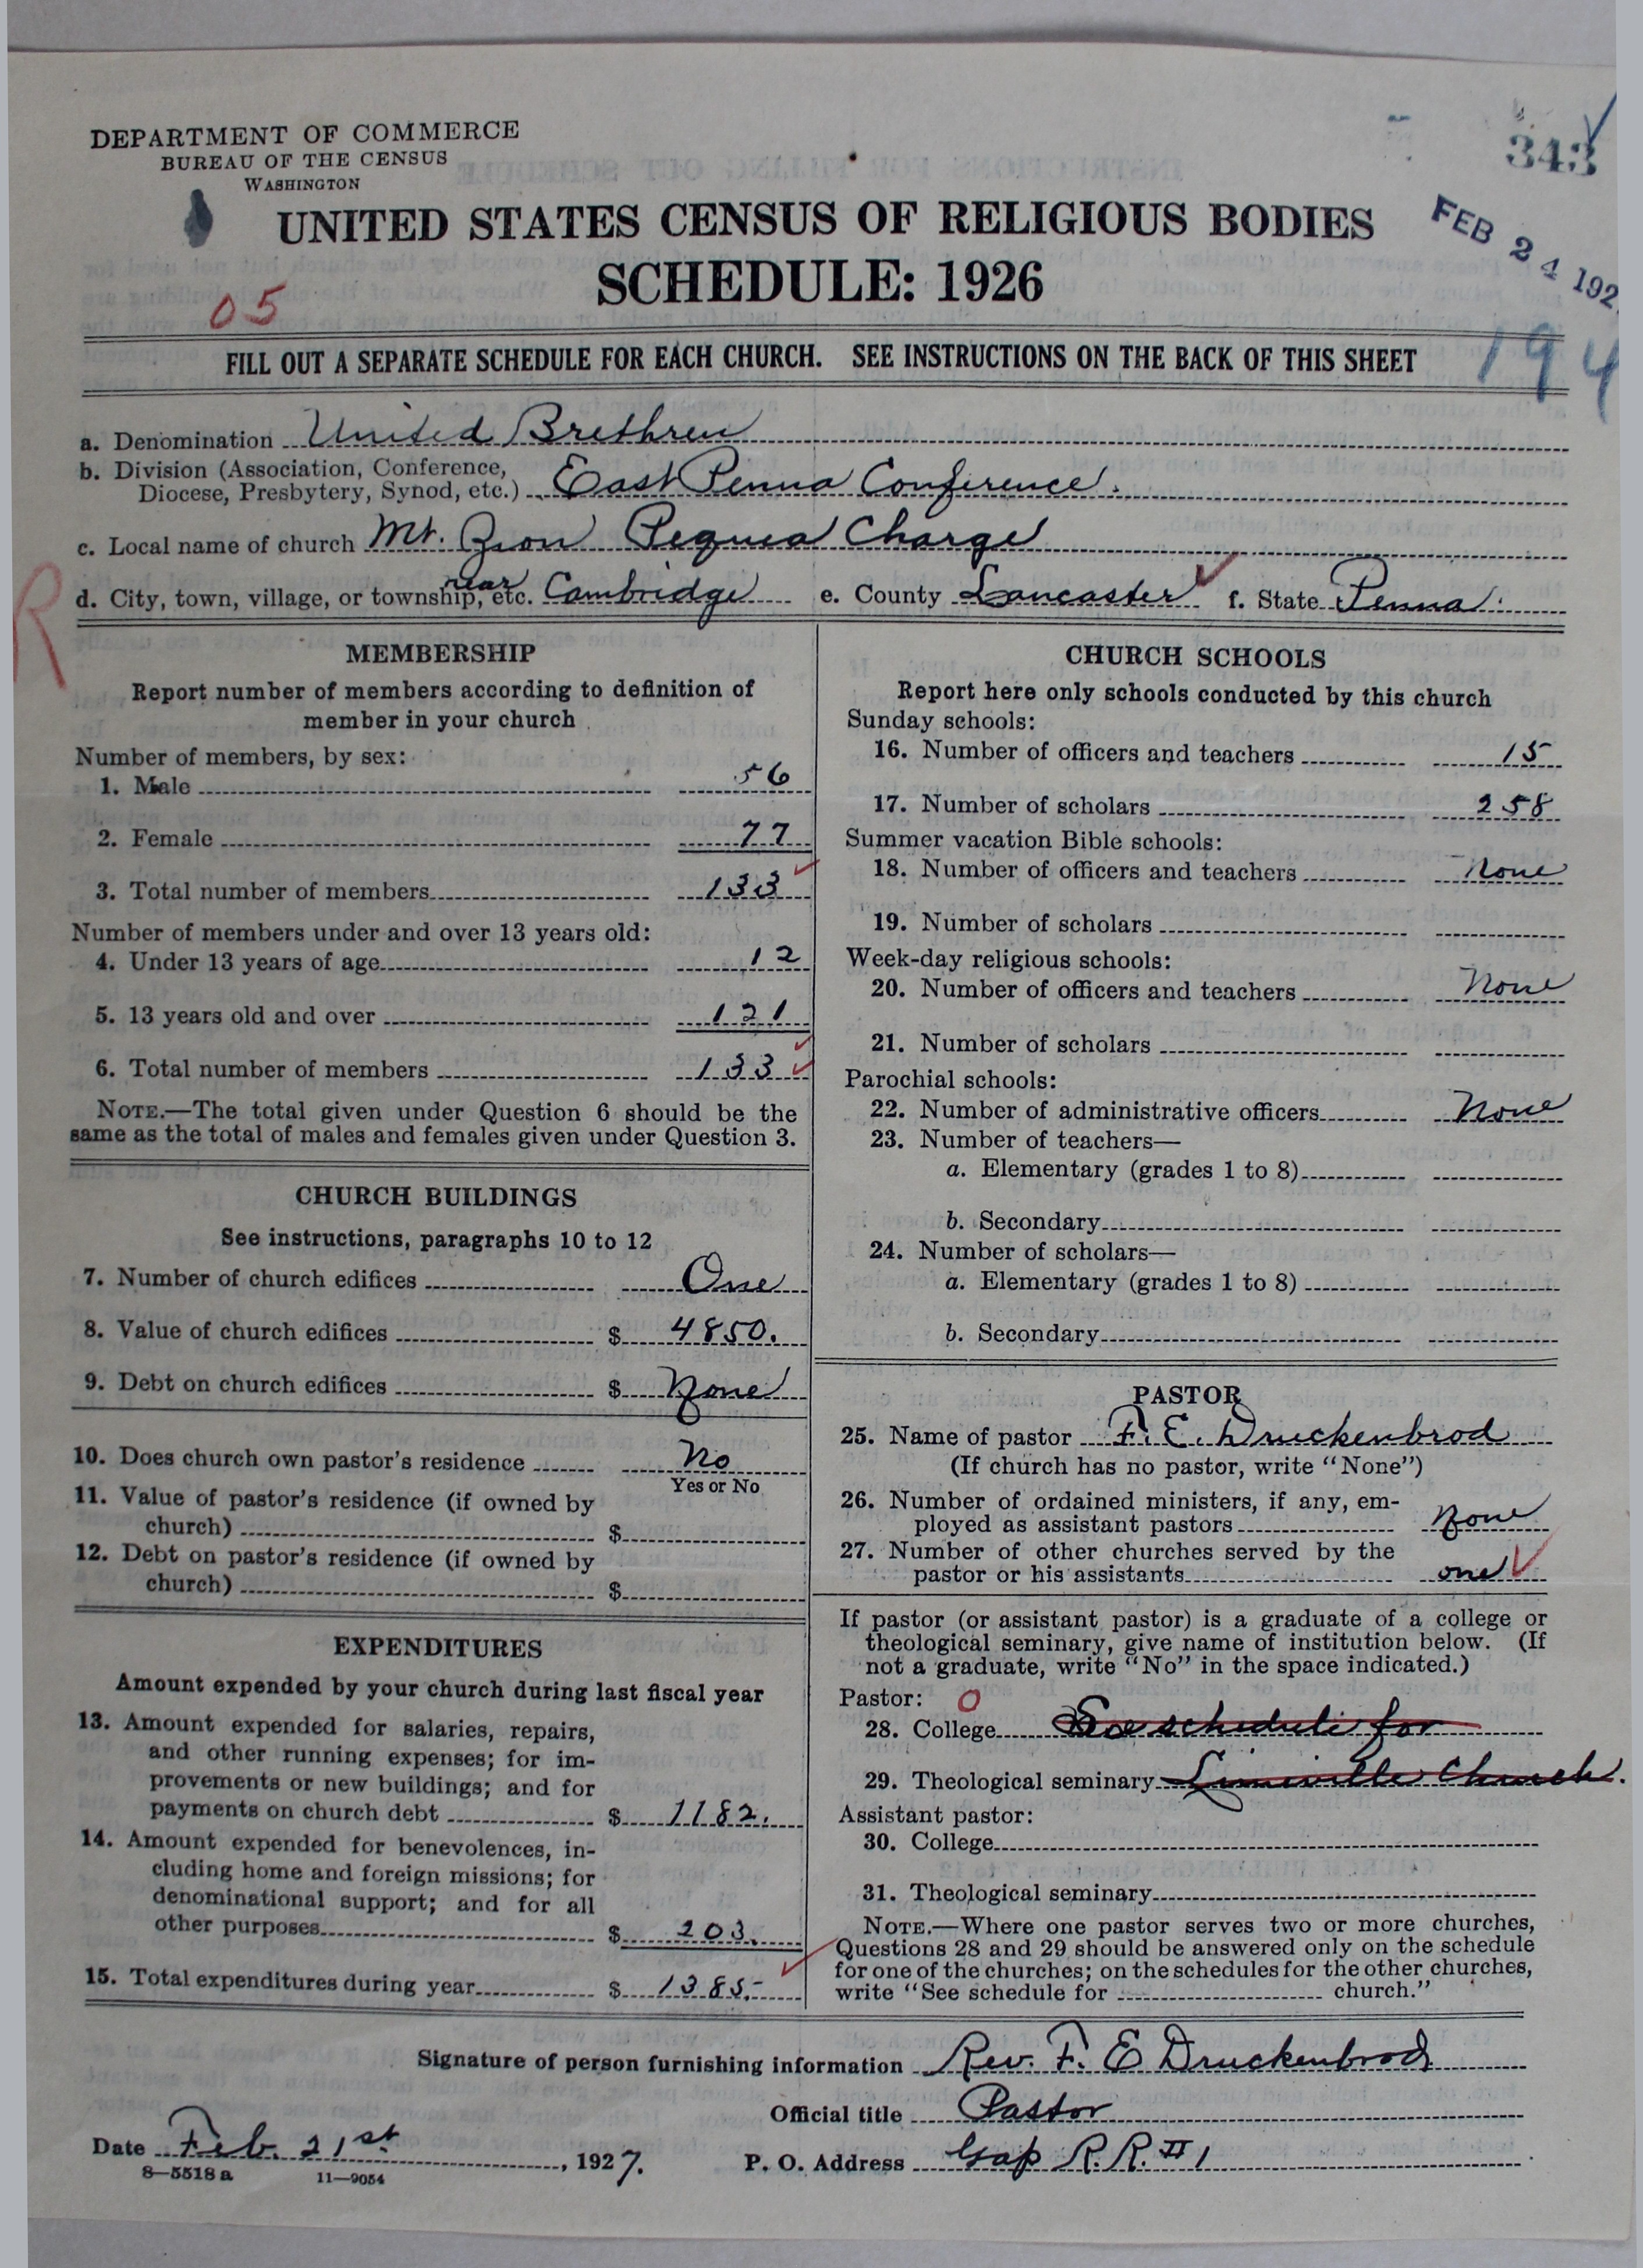 DEPARTMENT OF COMMERCE
BUREAU OF THE CENSUS
WASHINGTON
343
UNITED STATES CENSUS OF RELIGIOUS BODIES
SCHEDULE: 1926
FEB 24 192
05
194
FILL OUT A SEPARATE SCHEDULE FOR EACH CHURCH. SEE INSTRUCTIONS ON THE BACK OF THIS SHEET
a. Denomination United Brethren
b. Division (Association, Conference,
Diocese, Presbytery, Synod, etc.) East Penna Conference.
c. Local name of church Mt. Zion Pequea Charge
R
d. City, town, village, or township, etc. near Cambridge e. County Lancaster f. State Penna.
MEMBERSHIP
Report number of members according to definition of
member in your church
Number of members, by sex:
1. Male 56
2. Female 77
3. Total number of members 133
Number of members under and over 13 years old:
4. Under 13 years of age 12
5. 13 years old and over 121
6. Total number of members 133
NOTE.—The total given under Question 6 should be the
same as the total of males and females given under Question 3.
CHURCH BUILDINGS
See instructions, paragraphs 10 to 12
7. Number of church edifices One
8. Value of church edifices $ 4850.
9. Debt on church edifices $ None
10. Does church own pastor's residence No
Yes or No
11. Value of pastor's residence (if owned by
church) $
12. Debt on pastor's residence (if owned by
church) $
EXPENDITURES
Amount expended by your church during last fiscal year
13. Amount expended for salaries, repairs,
and other running expenses; for im-
provements or new buildings; and for
payments on church debt $ 1182.
14. Amount expended for benevolences, in-
cluding home and foreign missions; for
denominational support; and for all
other purposes $ 203.
15. Total expenditures during year $ 1385.-
CHURCH SCHOOLS
Report here only schools conducted by this church
Sunday schools:
16. Number of officers and teachers 15
17. Number of scholars 258
Summer vacation Bible schools:
18. Number of officers and teachers None
19. Number of scholars
Week-day religious schools:
20. Number of officers and teachers None
21. Number of scholars
Parochial schools:
22. Number of administrative officers None
23. Number of teachers—
a. Elementary (grades 1 to 8)
b. Secondary
24. Number of scholars—
a. Elementary (grades 1 to 8)
b. Secondary
PASTOR
25. Name of pastor F. E. Druckenbrod
(If church has no pastor, write "None")
26. Number of ordained ministers, if any, em-
ployed as assistant pastors None
27. Number of other churches served by the
pastor or his assistants one
If pastor (or assistant pastor) is a graduate of a college or
theological seminary, give name of institution below. (If
not a graduate, write "No" in the space indicated.)
Pastor: 0
28. College See schedule for
29. Theological seminary Limeville Church.
Assistant pastor:
30. College
31. Theological seminary
NOTE.—Where one pastor serves two or more churches,
Questions 28 and 29 should be answered only on the schedule
for one of the churches; on the schedules for the other churches,
write "See schedule for church."
Signature of person furnishing information Rev. F. E. Druckenbrod
Official title Pastor
Date Feb. 21st, 1927. P. O. Address Gap R. R. # 1
8—5518 a 11—9054